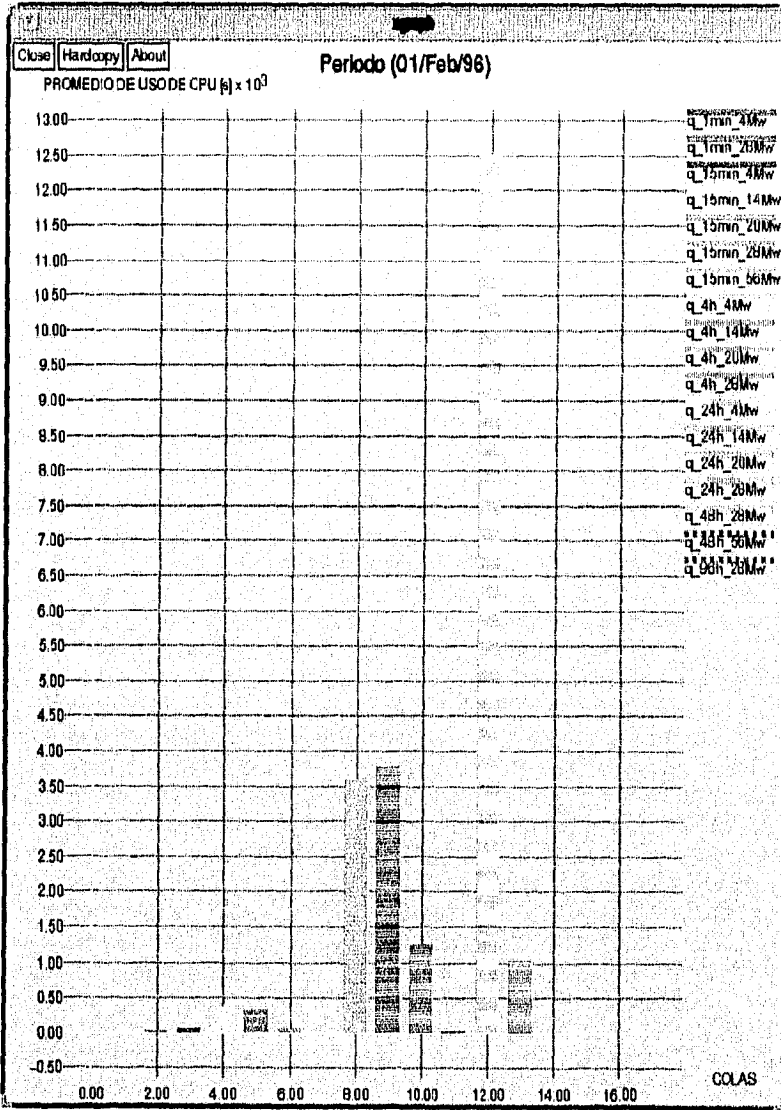 Close Hardcopy About
Periodo (01/Feb/96)
PROMEDIO DE USO DE CPU [s] x 10³
13.00
12.50
12.00
11.50
11.00
10.50
10.00
9.50
9.00
8.50
8.00
7.50
7.00
6.50
6.00
5.50
5.00
4.50
4.00
3.50
3.00
2.50
2.00
1.50
1.00
0.50
0.00
-0.50
0.00 2.00 4.00 6.00 8.00 10.00 12.00 14.00 16.00
COLAS
q_1min_4Mw
q_1min_28Mw
q_15min_4Mw
q_15min_14Mw
q_15min_20Mw
q_15min_28Mw
q_15min_56Mw
q_4h_4Mw
q_4h_14Mw
q_4h_20Mw
q_4h_28Mw
q_24h_4Mw
q_24h_14Mw
q_24h_20Mw
q_24h_28Mw
q_48h_28Mw
q_48h_56Mw
q_96h_28Mw